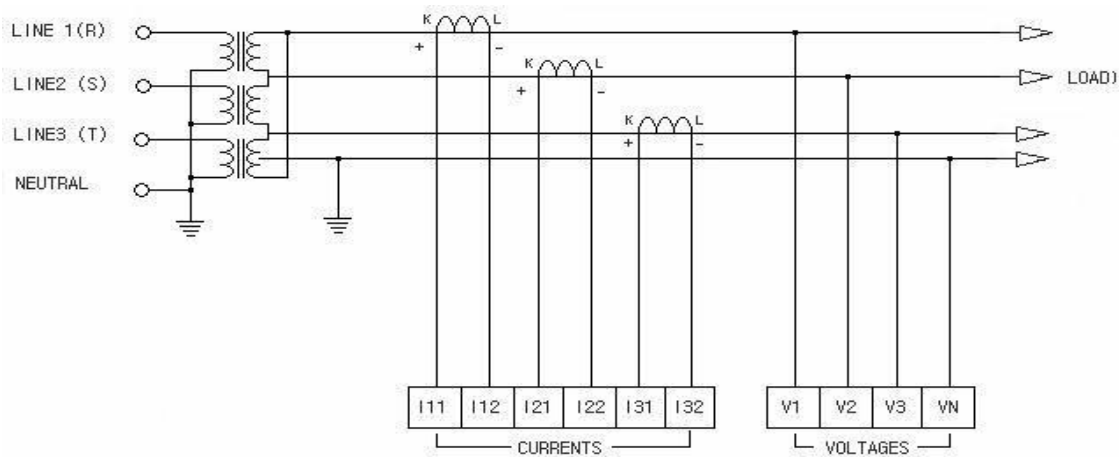 LINE 1(R)
K L
+ -
LINE2 (S)
K L
+ -
LOAD)
LINE3 (T)
K L
+ -
NEUTRAL
I11 I12 I21 I22 I31 I32
V1 V2 V3 VN
CURRENTS
VOLTAGES